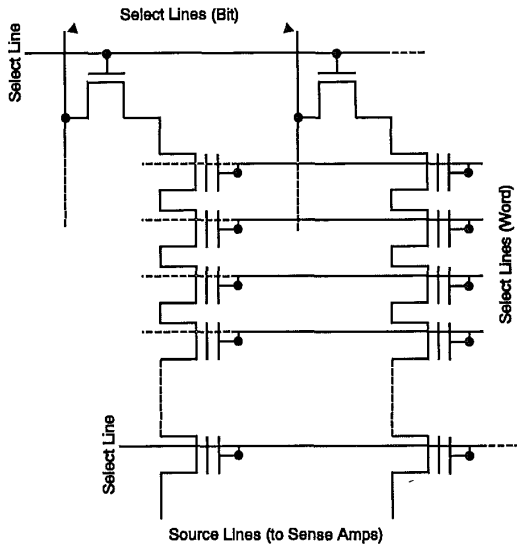 Select Lines (Bit)
Select Line
Select Lines (Word)
Select Line
Source Lines (to Sense Amps)